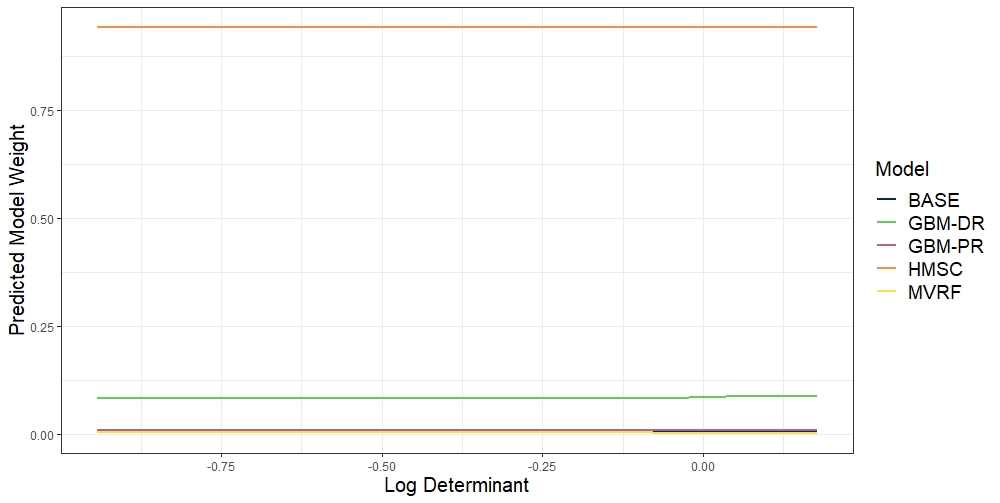 Predicted Model Weight
0.75
0.50
0.25
0.00
-0.75
-0.50
-0.25
0.00
Log Determinant
Model
BASE
GBM-DR
GBM-PR
HMSC
MVRF